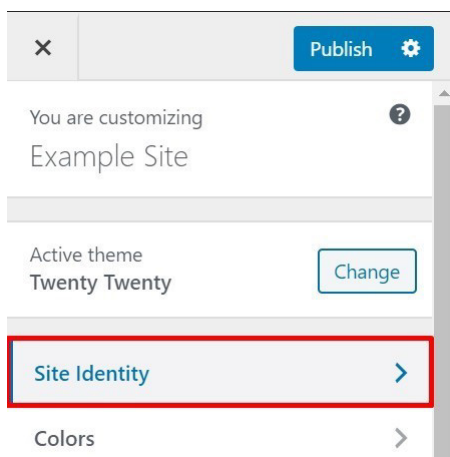 Publish
You are customizing
Example Site
Active theme
Twenty Twenty
Change
Site Identity
Colors